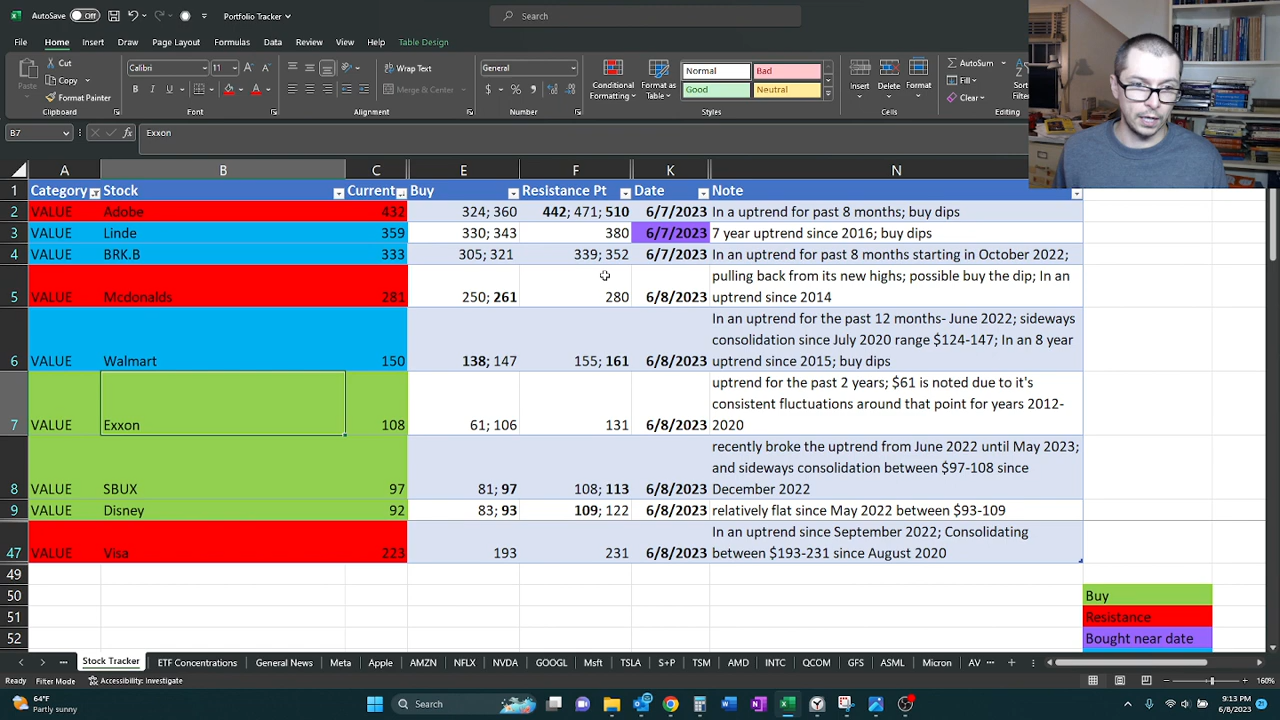 AutoSave Off Portfolio Tracker Search
File Home Insert Draw Page Layout Formulas Data Review View Help Table Design
Cut
Copy
Format Painter
Paste
Clipboard
Calibri 11
B I U
Font
Wrap Text
Merge & Center
Alignment
General
$ % 9
Number
Conditional Formatting
Format as Table
Normal Bad
Good Neutral
Styles
Insert Delete Format
Cells
AutoSum
Fill
Clear
B7 fx Exxon
A B C E F K N
1 Category Stock Current Buy Resistance Pt Date Note
2 VALUE Adobe 432 324; 360 442; 471; 510 6/7/2023 In a uptrend for past 8 months; buy dips
3 VALUE Linde 359 330; 343 380 6/7/2023 7 year uptrend since 2016; buy dips
4 VALUE BRK.B 333 305; 321 339; 352 6/7/2023 In an uptrend for past 8 months starting in October 2022;
pulling back from its new highs; possible buy the dip; In an
5 VALUE Mcdonalds 281 250; 261 280 6/8/2023 uptrend since 2014
In an uptrend for the past 12 months- June 2022; sideways
consolidation since July 2020 range $124-147; In an 8 year
6 VALUE Walmart 150 138; 147 155; 161 6/8/2023 uptrend since 2015; buy dips
uptrend for the past 2 years; $61 is noted due to it's
consistent fluctuations around that point for years 2012-
7 VALUE Exxon 108 61; 106 131 6/8/2023 2020
recently broke the uptrend from June 2022 until May 2023;
and sideways consolidation between $97-108 since
8 VALUE SBUX 97 81; 97 108; 113 6/8/2023 December 2022
9 VALUE Disney 92 83; 93 109; 122 6/8/2023 relatively flat since May 2022 between $93-109
In an uptrend since September 2022; Consolidating
47 VALUE Visa 223 193 231 6/8/2023 between $193-231 since August 2020
49
50 Buy
51 Resistance
52 Bought near date
Stock Tracker ETF Concentrations General News Meta Apple AMZN NFLX NVDA GOOGL Msft TSLA S+P TSM AMD INTC QCOM GFS ASML Micron AV
Ready Filter Mode Accessibility: Investigate 160%
64°F
Partly sunny
Search
9:13 PM
6/8/2023